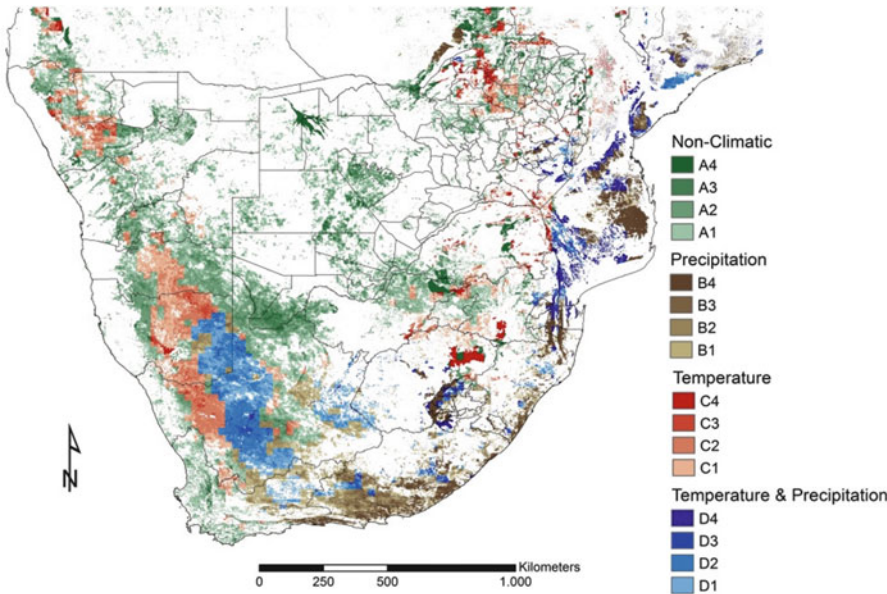 Non-Climatic
A4
A3
A2
A1
Precipitation
B4
B3
B2
B1
Temperature
C4
C3
C2
C1
Temperature & Precipitation
D4
D3
D2
D1
N
Kilometers
0 250 500 1.000